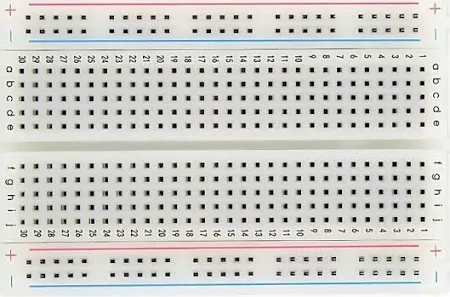 + +
− −
30 29 28 27 26 25 24 23 22 21 20 19 18 17 16 15 14 13 12 11 10 9 8 7 6 5 4 3 2 1
a a
b b
c c
d d
e e
f f
g g
h h
i i
j j
30 29 28 27 26 25 24 23 22 21 20 19 18 17 16 15 14 13 12 11 10 9 8 7 6 5 4 3 2 1
+ +
− −